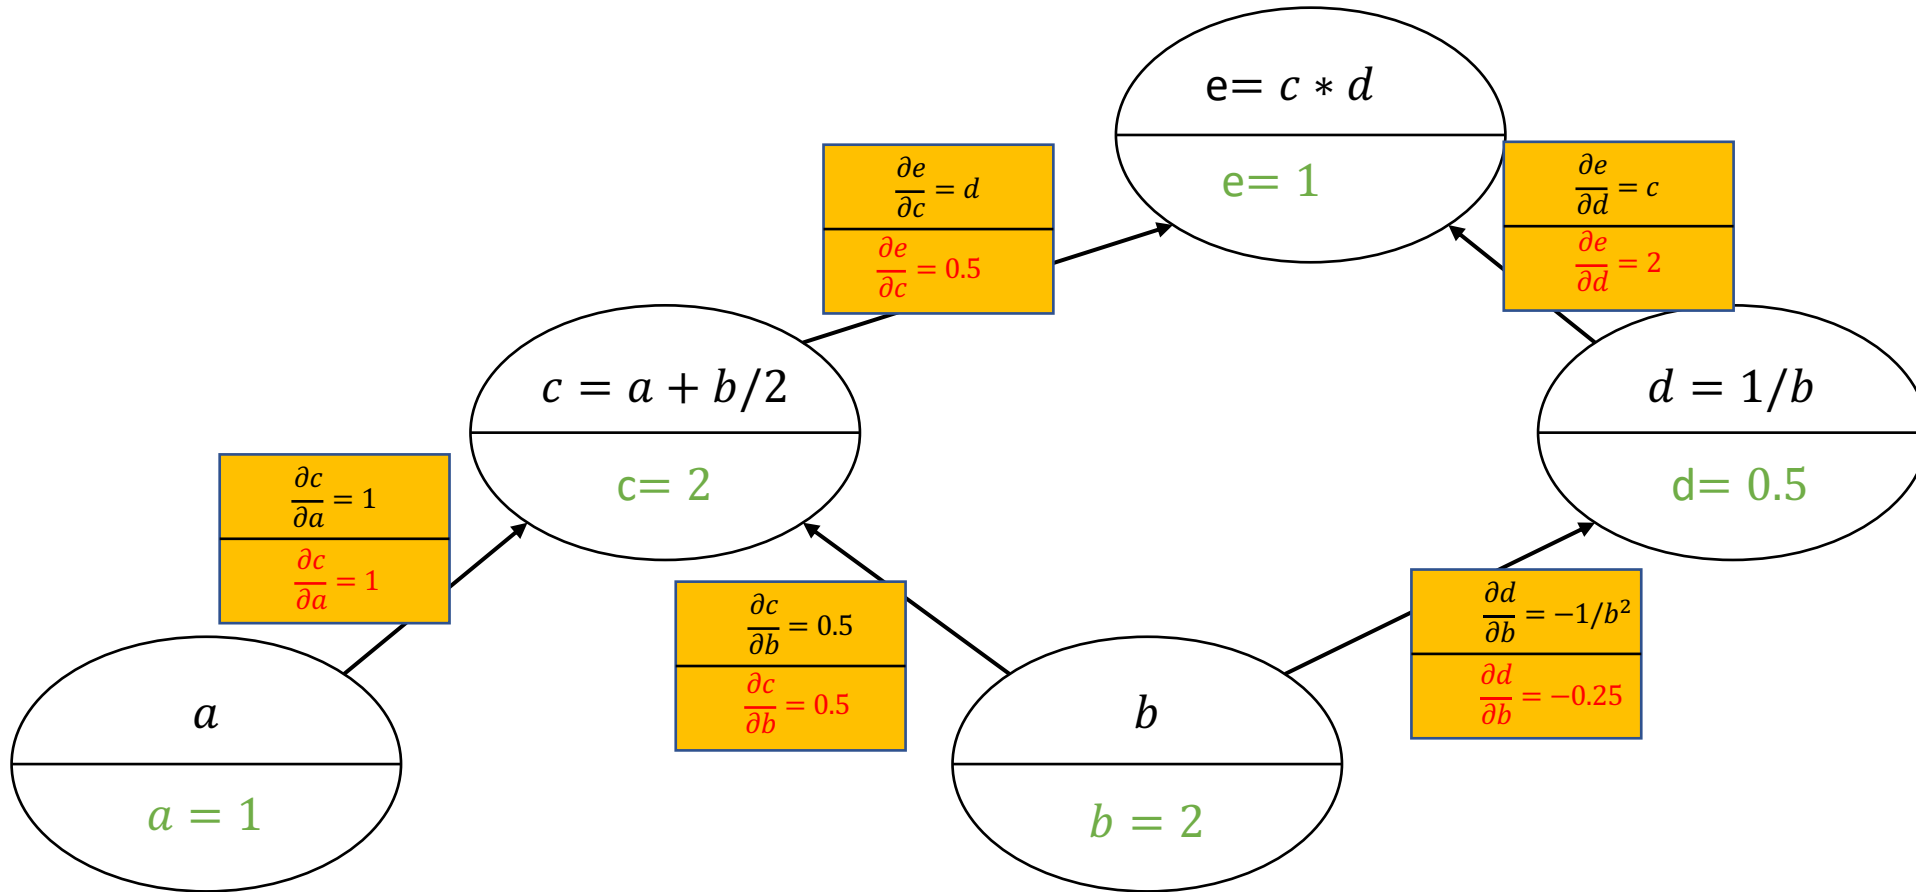 e= c ∗ d
e= 1
∂e/∂c = d
∂e/∂c = 0.5
∂e/∂d = c
∂e/∂d = 2
c = a + b/2
c= 2
d = 1/b
d= 0.5
∂c/∂a = 1
∂c/∂a = 1
∂c/∂b = 0.5
∂c/∂b = 0.5
∂d/∂b = −1/b²
∂d/∂b = −0.25
a
a = 1
b
b = 2